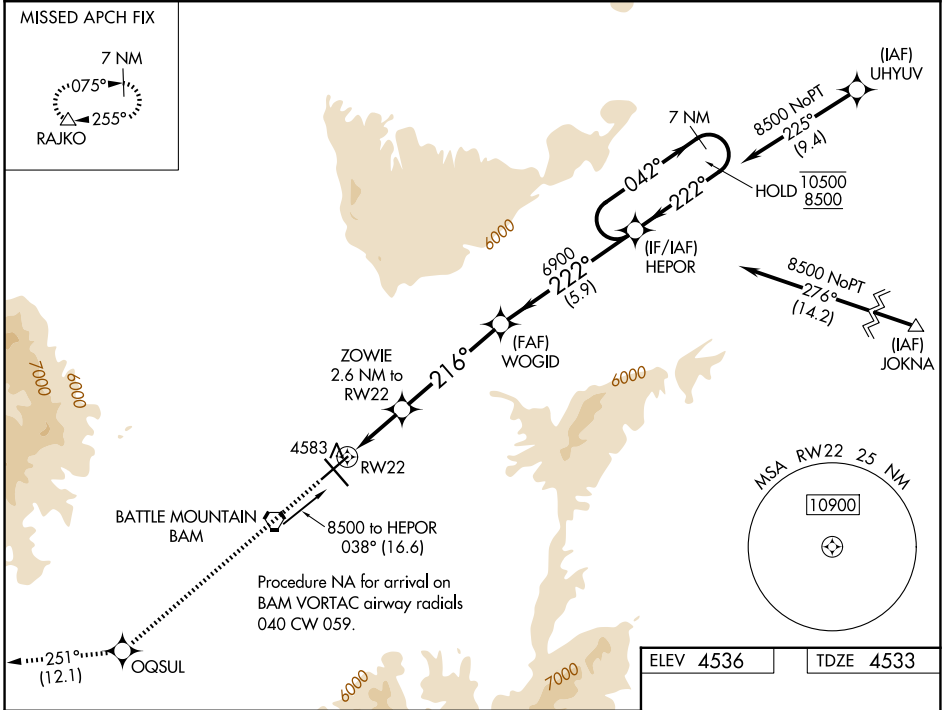 MISSED APCH FIX
7 NM
075°
255°
RAJKO
(IAF)
UHYUV
8500 NoPT
225°
(9.4)
7 NM
042°
222°
HOLD
10500
8500
(IF/IAF)
HEPOR
6000
6900
222°
(5.9)
8500 NoPT
276°
(14.2)
(IAF)
JOKNA
(FAF)
WOGID
216°
ZOWIE
2.6 NM to
RW22
7000
6000
6000
4583
RW22
MSA RW22 25 NM
10900
BATTLE MOUNTAIN
BAM
8500 to HEPOR
038° (16.6)
Procedure NA for arrival on
BAM VORTAC airway radials
040 CW 059.
251°
(12.1)
OQSUL
6000
7000
ELEV 4536
TDZE 4533